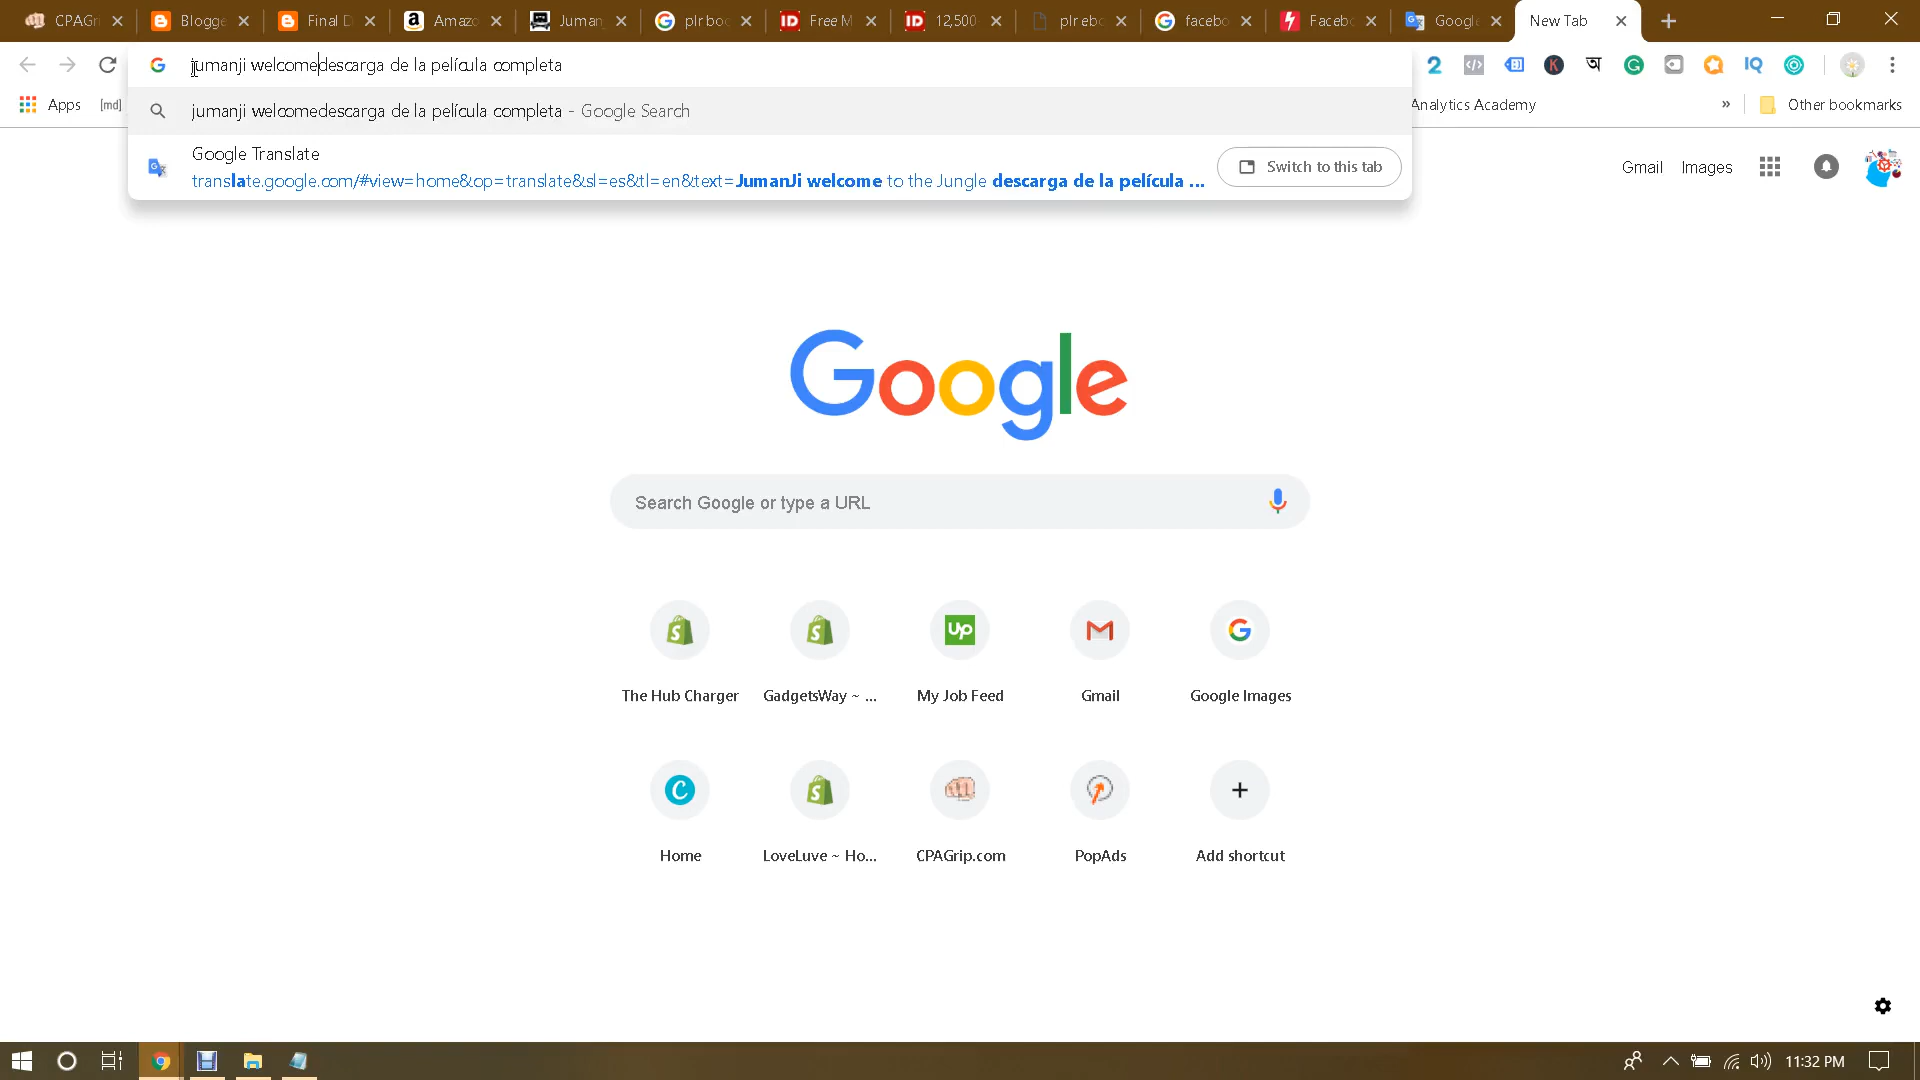 CPAGri
Blogge
Final D
Amazo
Juman
plr boo
Free M
12,500
plr ebo
facebo
Facebo
Google
New Tab
jumanji welcomedescarga de la película completa
Apps
[md]
Analytics Academy
»
Other bookmarks
jumanji welcomedescarga de la película completa - Google Search
Google Translate
translate.google.com/#view=home&op=translate&sl=es&tl=en&text=JumanJi welcome to the Jungle descarga de la película ...
Switch to this tab
Gmail
Images
Google
Search Google or type a URL
The Hub Charger
GadgetsWay ~ ...
My Job Feed
Gmail
Google Images
Home
LoveLuve ~ Ho...
CPAGrip.com
PopAds
Add shortcut
11:32 PM